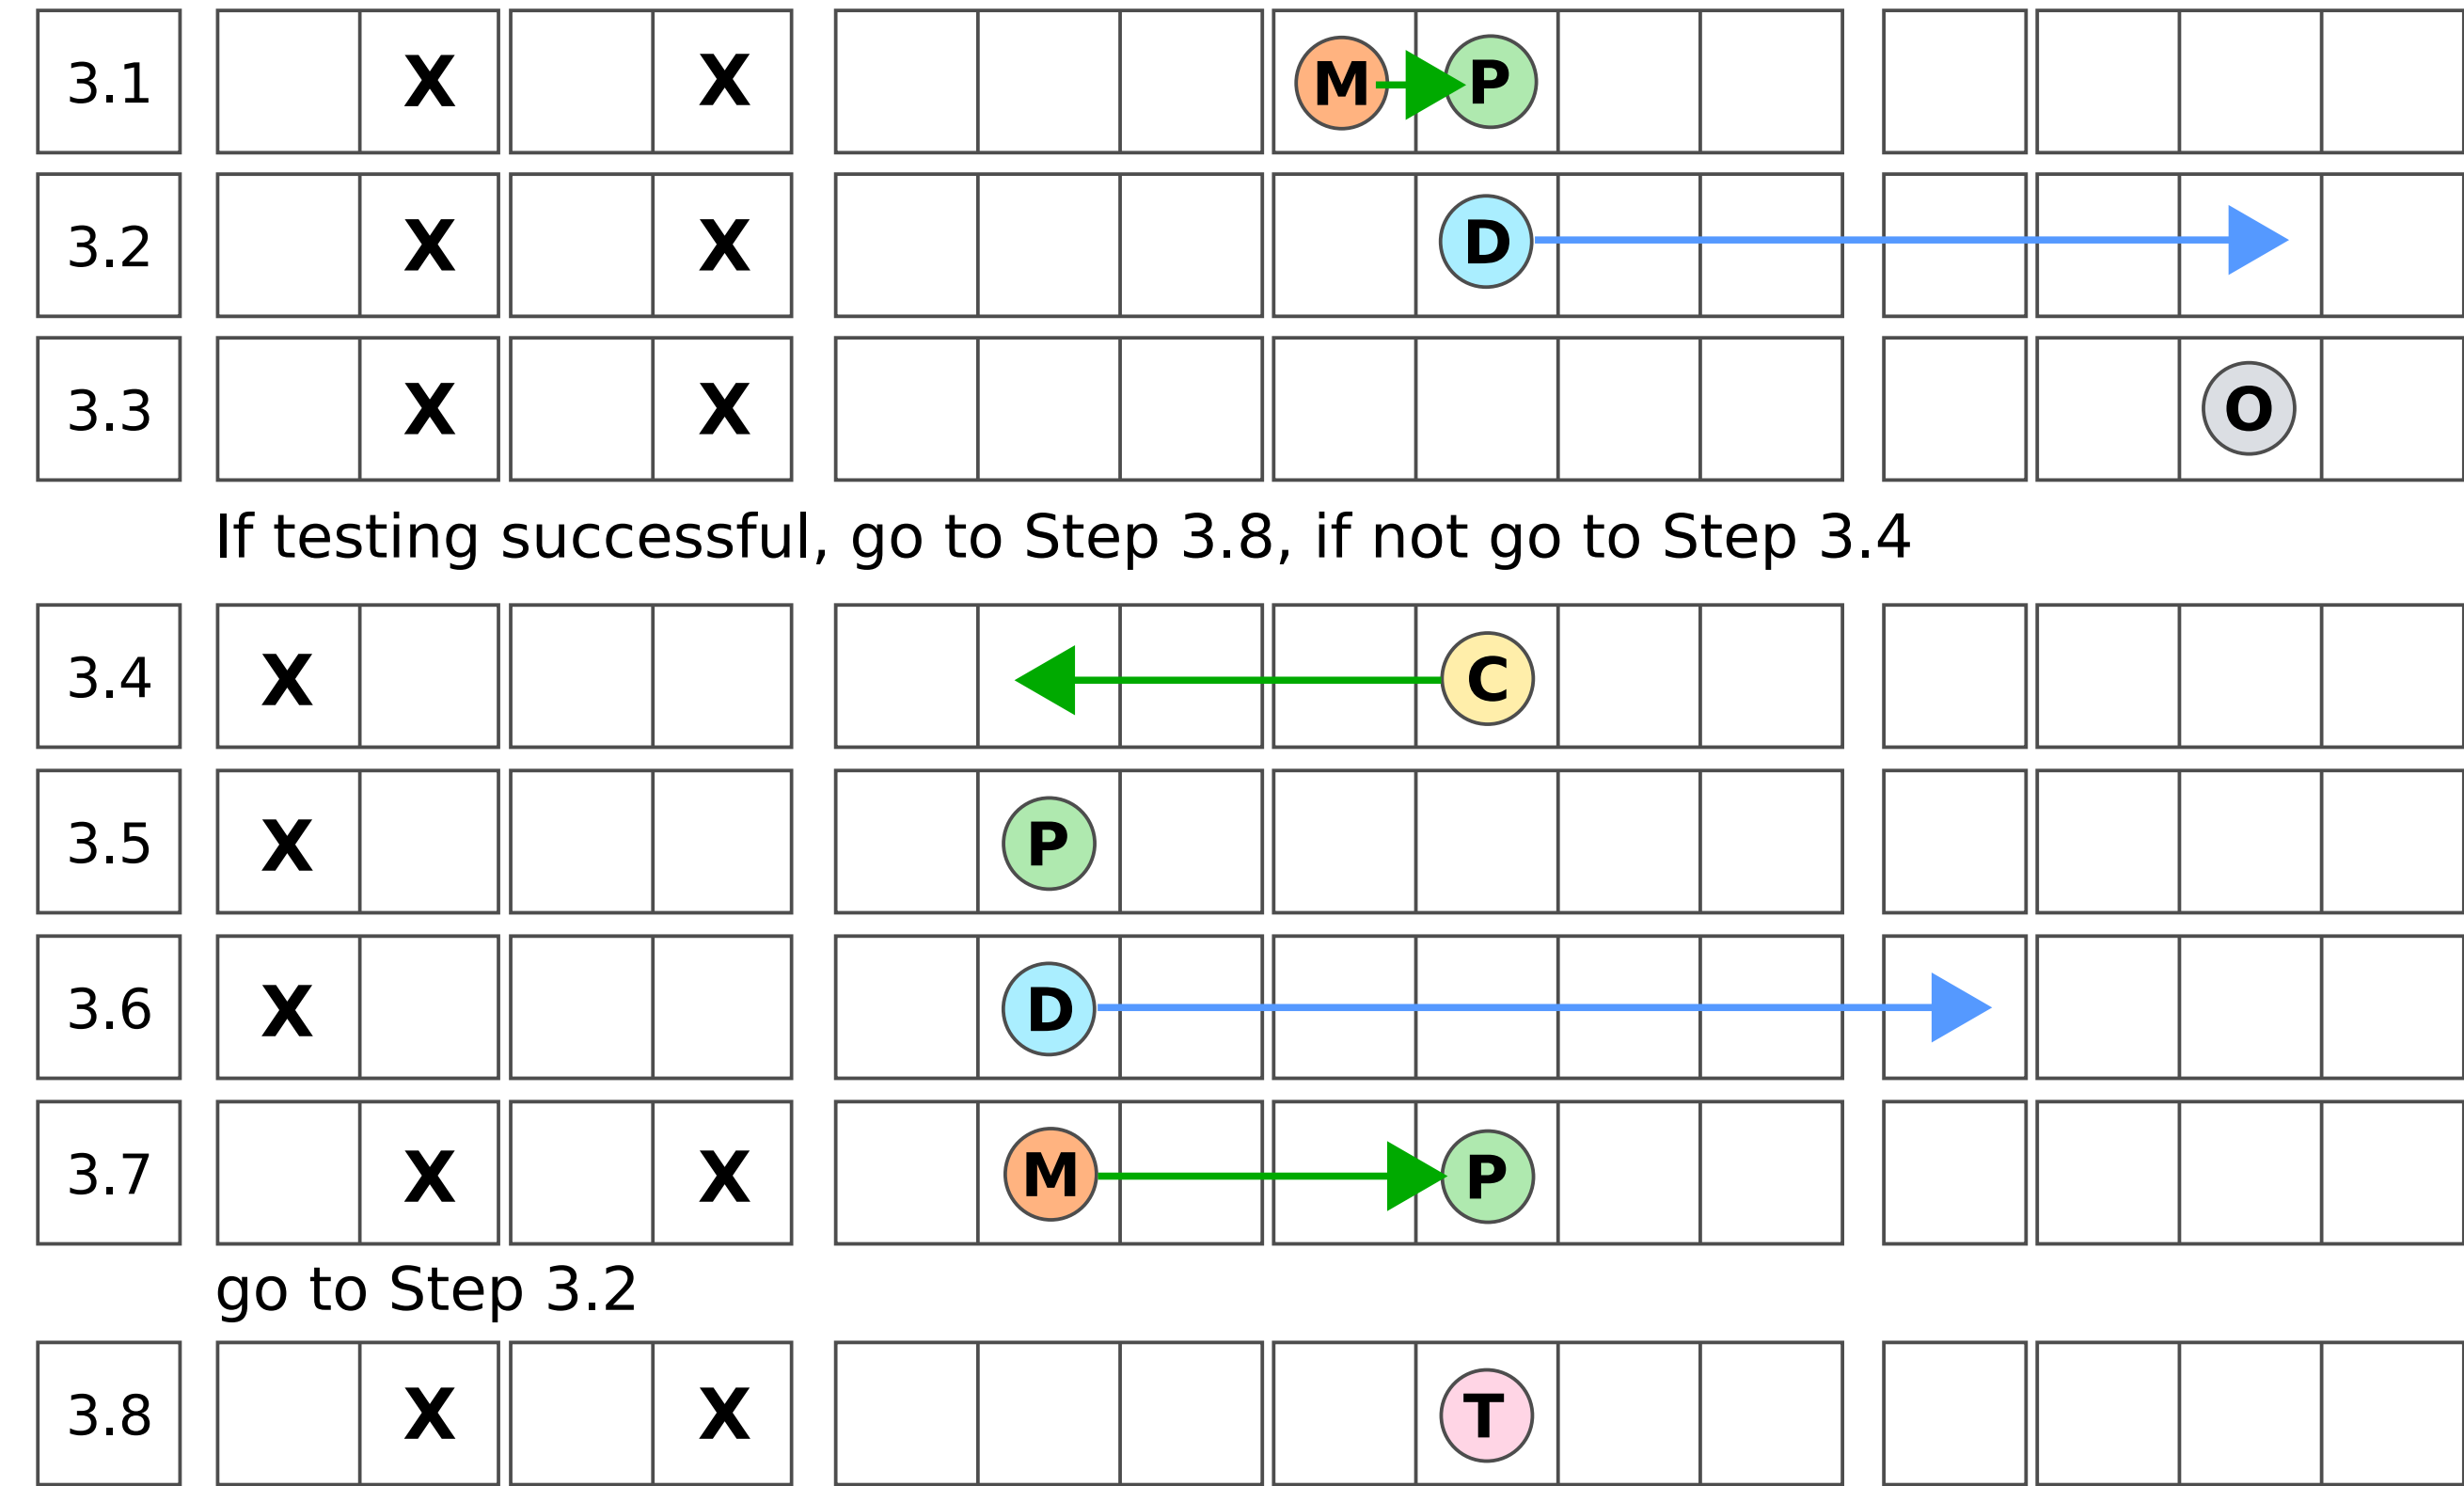 3.1 X X M P
3.2 X X D
3.3 X X O
If testing successful, go to Step 3.8, if not go to Step 3.4
3.4 X C
3.5 X P
3.6 X D
3.7 X X M P
go to Step 3.2
3.8 X X T